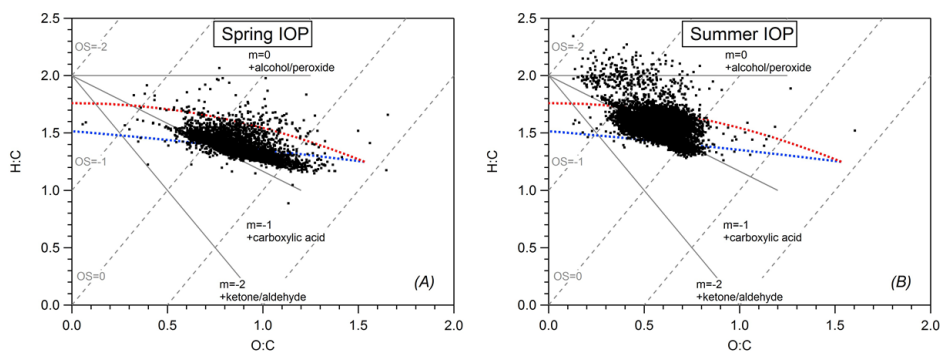 2.5
2.0
1.5
1.0
0.5
0.0
H:C
0.0
0.5
1.0
1.5
2.0
O:C
Spring IOP
m=0
+alcohol/peroxide
OS=-2
OS=-1
OS=0
m=-1
+carboxylic acid
m=-2
+ketone/aldehyde
(A)
2.5
2.0
1.5
1.0
0.5
0.0
H:C
0.0
0.5
1.0
1.5
2.0
O:C
Summer IOP
m=0
+alcohol/peroxide
OS=-2
OS=-1
OS=0
m=-1
+carboxylic acid
m=-2
+ketone/aldehyde
(B)